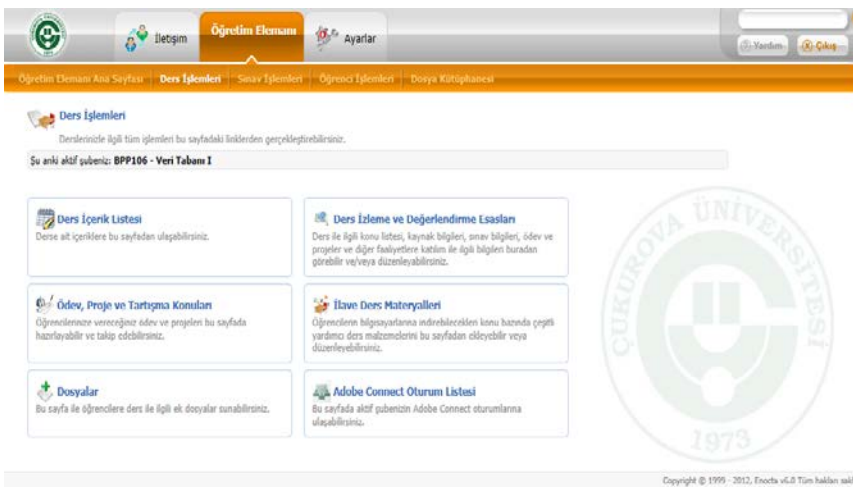 İletişim
Öğretim Elemanı
Ayarlar
Yardım
Çıkış
Öğretim Elemanı Ana Sayfası
Ders İşlemleri
Sınav İşlemleri
Öğrenci İşlemleri
Dosya Kütüphanesi
Ders İşlemleri
Derslerinizle ilgili tüm işlemleri bu sayfadaki linklerden gerçekleştirebilirsiniz.
Şu anki aktif şubeniz: BPP106 - Veri Tabanı I
Ders İçerik Listesi
Derse ait içeriklere bu sayfadan ulaşabilirsiniz.
Ders İzleme ve Değerlendirme Esasları
Ders ile ilgili konu listesi, kaynak bilgileri, sınav bilgileri, ödev ve
projeler ve diğer faaliyetlere katılım ile ilgili bilgileri buradan
görebilir ve/veya düzenleyabilirsiniz.
Ödev, Proje ve Tartışma Konuları
Öğrencilerinize vereceğiniz ödev ve projeleri bu sayfada
hazırlayabilir ve takip edebilirsiniz.
İlave Ders Materyalleri
Öğrencilerin bilgisayarlarına indirebilecekleri konu bazında çeşitli
yardımcı ders malzemelerini bu sayfadan ekleyebilir veya
düzenleyebilirsiniz.
Dosyalar
Bu sayfa ile öğrencilere ders ile ilgili ek dosyalar sunabilirsiniz.
Adobe Connect Oturum Listesi
Bu sayfada aktif şubenizin Adobe Connect oturumlarına
ulaşabilirsiniz.
ÇUKUROVA ÜNİVERSİTESİ
1973
Copyright © 1999 - 2012, Enocta v6.0 Tüm hakları sakl